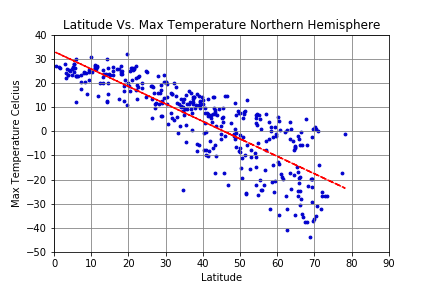 Latitude Vs. Max Temperature Northern Hemisphere
Max Temperature Celcius
40
30
20
10
0
−10
−20
−30
−40
−50
0 10 20 30 40 50 60 70 80 90
Latitude